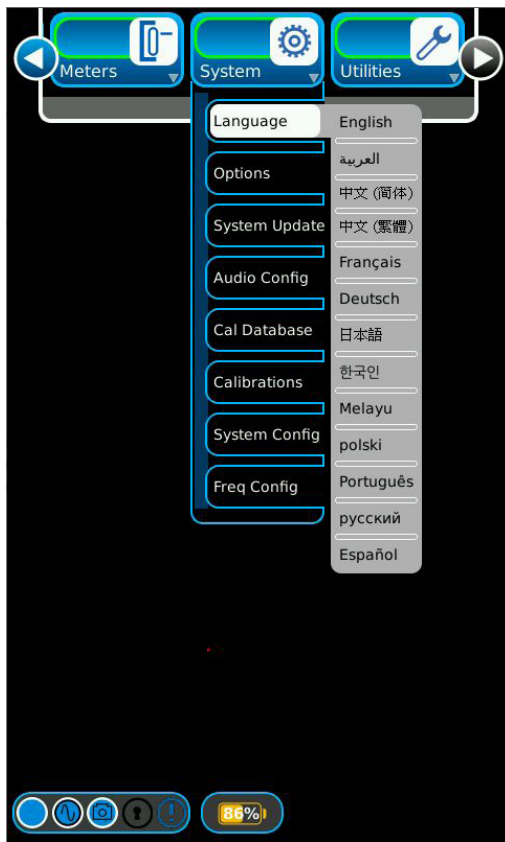 Meters
System
Utilities
Language
Options
System Update
Audio Config
Cal Database
Calibrations
System Config
Freq Config
English
العربية
中文 (简体)
中文 (繁體)
Français
Deutsch
日本語
한국인
Melayu
polski
Português
русский
Español
86%